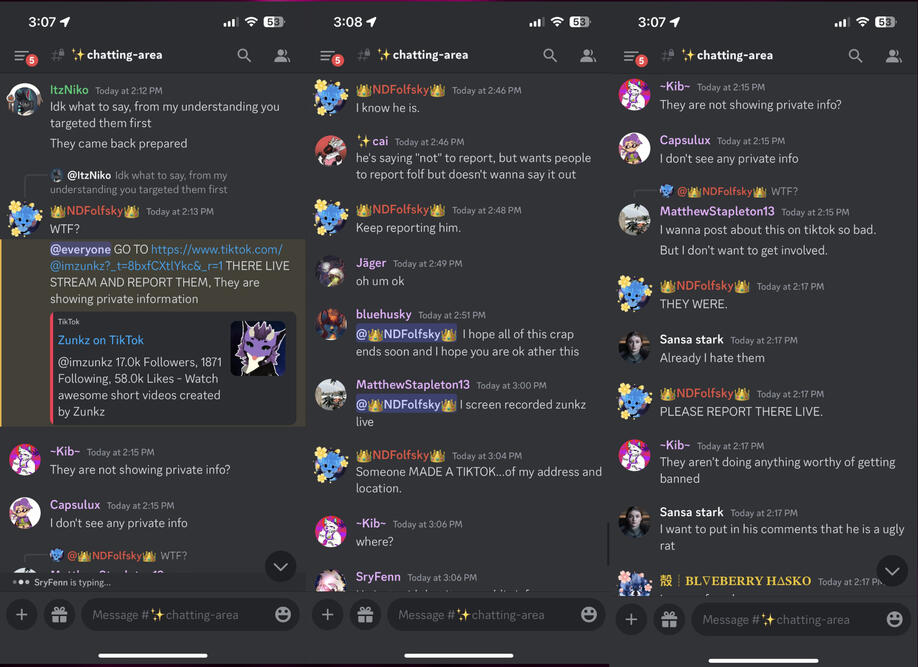 3:07
53
5
✨chatting-area
ItzNiko Today at 2:12 PM
Idk what to say, from my understanding you
targeted them first
They came back prepared
@ItzNiko Idk what to say, from my
understanding you targeted them first
👑NDFolfsky👑 Today at 2:13 PM
WTF?
@everyone GO TO https://www.tiktok.com/
@imzunkz?_t=8bxfCXtlYkc&_r=1 THERE LIVE
STREAM AND REPORT THEM, They are
showing private information
TikTok
Zunkz on TikTok
@imzunkz 17.0k Followers, 1871
Following, 58.0k Likes - Watch
awesome short videos created
by Zunkz
~Kib~ Today at 2:15 PM
They are not showing private info?
Capsulux Today at 2:15 PM
I don't see any private info
@👑NDFolfsky👑 WTF?
SryFenn is typing...
Message #✨chatting-area
3:08
53
5
✨chatting-area
👑NDFolfsky👑 Today at 2:46 PM
I know he is.
✨cai Today at 2:46 PM
he's saying "not" to report, but wants people
to report folf but doesn't wanna say it out
👑NDFolfsky👑 Today at 2:48 PM
Keep reporting him.
Jäger Today at 2:49 PM
oh um ok
bluehusky Today at 2:51 PM
@👑NDFolfsky👑 I hope all of this crap
ends soon and I hope you are ok ather this
MatthewStapleton13 Today at 3:00 PM
@👑NDFolfsky👑 I screen recorded zunkz
live
👑NDFolfsky👑 Today at 3:04 PM
Someone MADE A TIKTOK...of my address and
location.
~Kib~ Today at 3:06 PM
where?
SryFenn Today at 3:06 PM
Message #✨chatting-area
3:07
53
5
✨chatting-area
~Kib~ Today at 2:15 PM
They are not showing private info?
Capsulux Today at 2:15 PM
I don't see any private info
@👑NDFolfsky👑 WTF?
MatthewStapleton13 Today at 2:15 PM
I wanna post about this on tiktok so bad.
But I don't want to get involved.
👑NDFolfsky👑 Today at 2:17 PM
THEY WERE.
Sansa stark Today at 2:17 PM
Already I hate them
👑NDFolfsky👑 Today at 2:17 PM
PLEASE REPORT THERE LIVE.
~Kib~ Today at 2:17 PM
They aren't doing anything worthy of getting
banned
Sansa stark Today at 2:17 PM
I want to put in his comments that he is a ugly
rat
殼┊BL∇EBERRY H∆SKO Today at 2:17 PM
Message #✨chatting-area